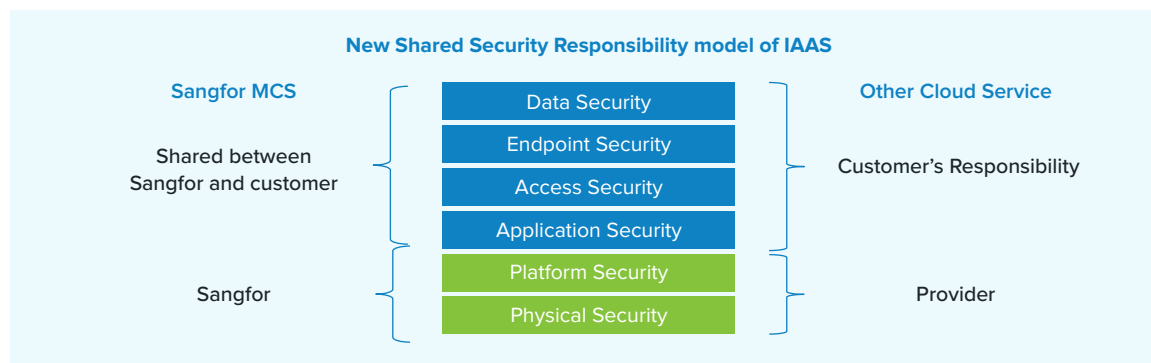 New Shared Security Responsibility model of IAAS
Sangfor MCS
Shared between
Sangfor and customer
Sangfor
Data Security
Endpoint Security
Access Security
Application Security
Platform Security
Physical Security
Other Cloud Service
Customer’s Responsibility
Provider